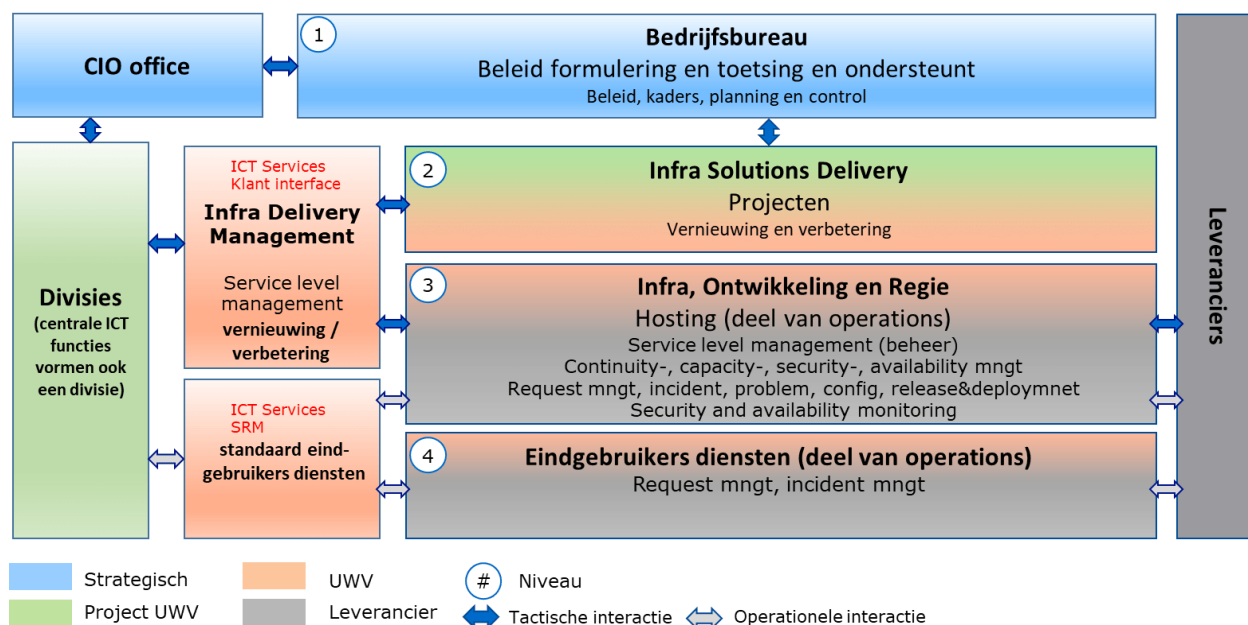 CIO office
1
Bedrijfsbureau
Beleid formulering en toetsing en ondersteunt
Beleid, kaders, planning en control
Divisies
(centrale ICT
functies
vormen ook
een divisie)
ICT Services
Klant interface
Infra Delivery
Management
Service level
management
vernieuwing /
verbetering
ICT Services
SRM
standaard eind-
gebruikers diensten
2
Infra Solutions Delivery
Projecten
Vernieuwing en verbetering
3
Infra, Ontwikkeling en Regie
Hosting (deel van operations)
Service level management (beheer)
Continuity-, capacity-, security-, availability mngt
Request mngt, incident, problem, config, release&deploymnet
Security and availability monitoring
4
Eindgebruikers diensten (deel van operations)
Request mngt, incident mngt
Leveranciers
Strategisch
UWV
# Niveau
Project UWV
Leverancier
Tactische interactie
Operationele interactie